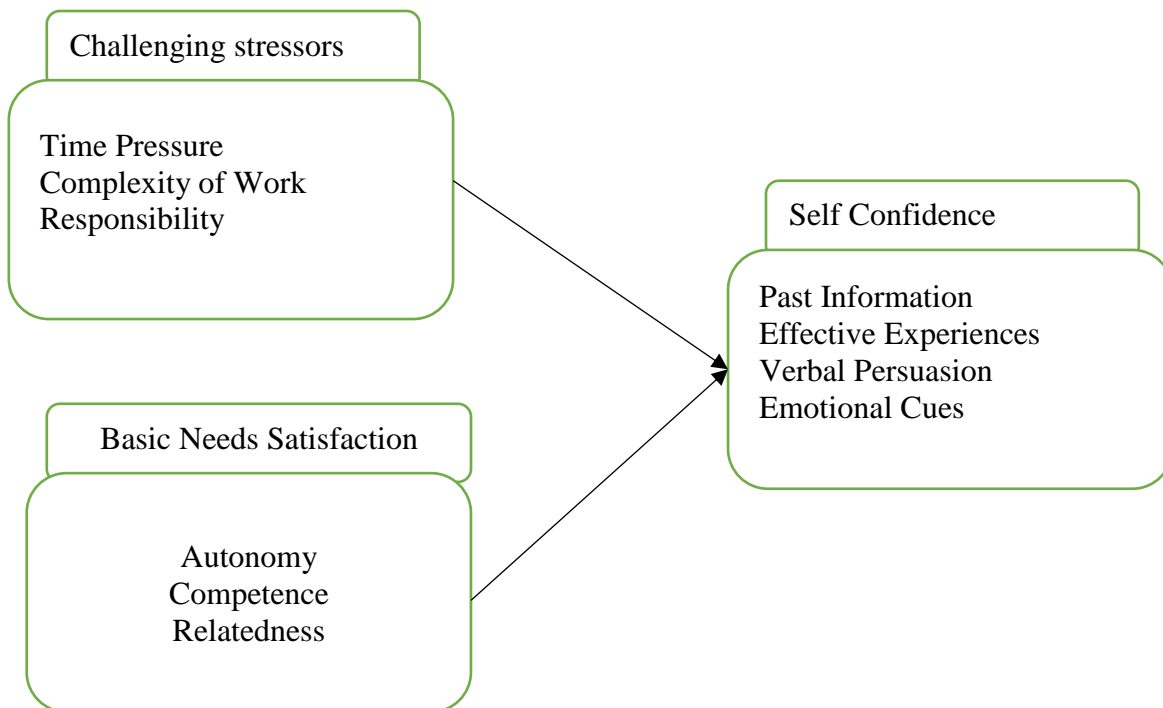 Challenging stressors
Time Pressure
Complexity of Work
Responsibility
Self Confidence
Past Information
Effective Experiences
Verbal Persuasion
Emotional Cues
Basic Needs Satisfaction
Autonomy
Competence
Relatedness